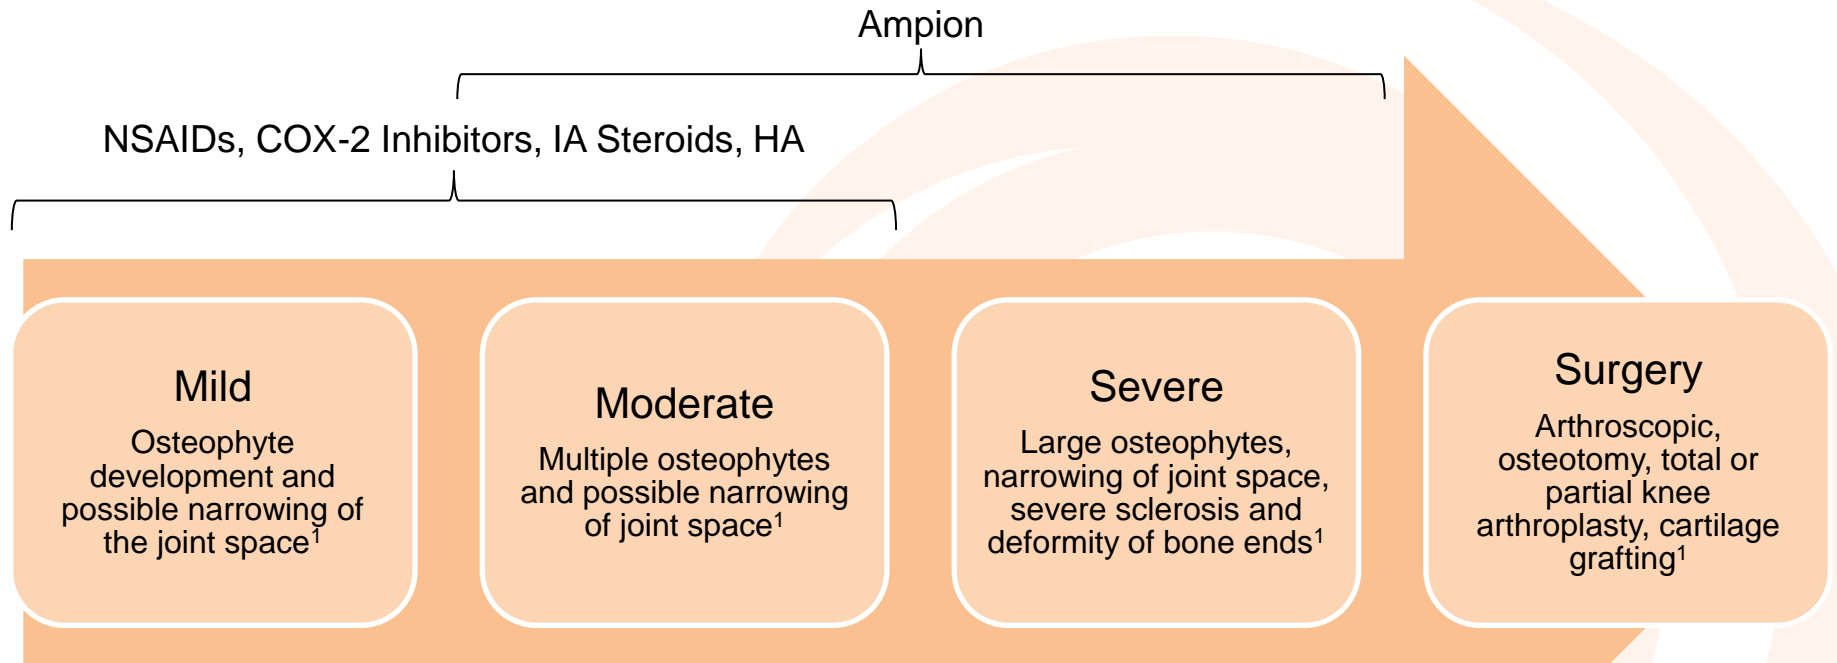 Ampion
NSAIDs, COX-2 Inhibitors, IA Steroids, HA
Mild
Osteophyte
development and
possible narrowing of
the joint space1
Moderate
Multiple osteophytes
and possible narrowing
of joint space1
Severe
Large osteophytes,
narrowing of joint space,
severe sclerosis and
deformity of bone ends1
Surgery
Arthroscopic,
osteotomy, total or
partial knee
arthroplasty, cartilage
grafting1